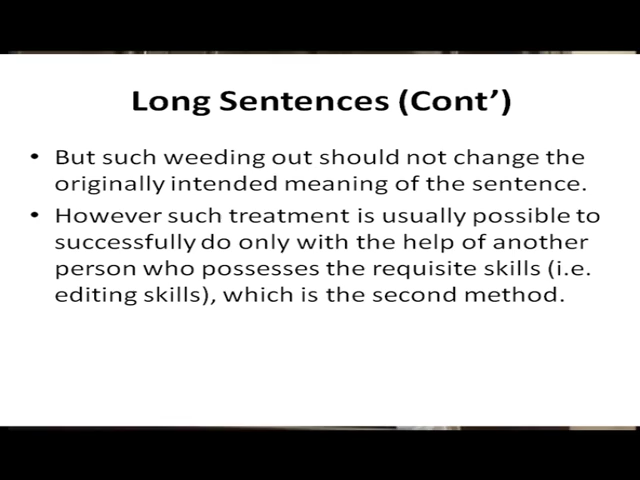 Long Sentences (Cont’)
• But such weeding out should not change the
originally intended meaning of the sentence.
• However such treatment is usually possible to
successfully do only with the help of another
person who possesses the requisite skills (i.e.
editing skills), which is the second method.